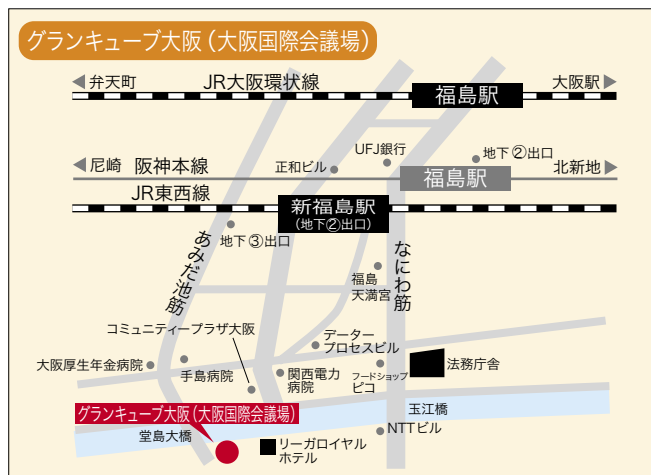 グランキューブ大阪(大阪国際会議場)
弁天町
JR大阪環状線
大阪駅
福島駅
UFJ銀行
地下②出口
尼崎
阪神本線
正和ビル
福島駅
北新地
JR東西線
新福島駅
(地下②出口)
地下③出口
あみだ池筋
なにわ筋
福島
天満宮
コミュニティープラザ大阪
データー
プロセスビル
大阪厚生年金病院
手島病院
関西電力
病院
フードショップ
ピコ
法務庁舎
グランキューブ大阪(大阪国際会議場)
玉江橋
堂島大橋
リーガロイヤル
ホテル
NTTビル